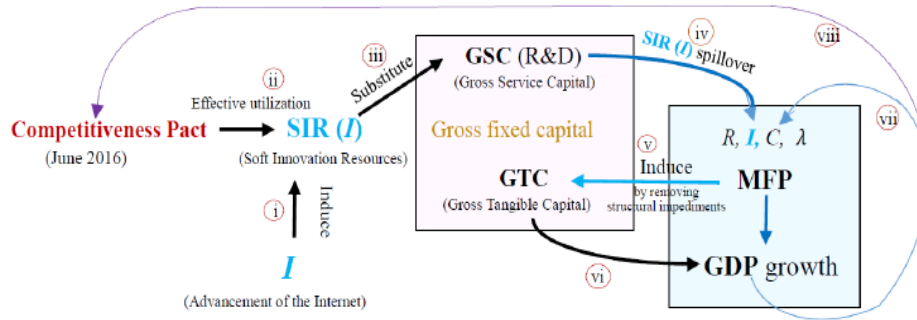 viii
iv
iii
SIR (I) spillover
GSC (R&D)
(Gross Service Capital)
Substitute
ii
Effective utilization
Competitiveness Pact
(June 2016)
SIR (I)
(Soft Innovation Resources)
Gross fixed capital
vii
R, I, C, λ
v
Induce
by removing
structural impediments
MFP
GTC
(Gross Tangible Capital)
i
Induce
I
(Advancement of the Internet)
vi
GDP growth